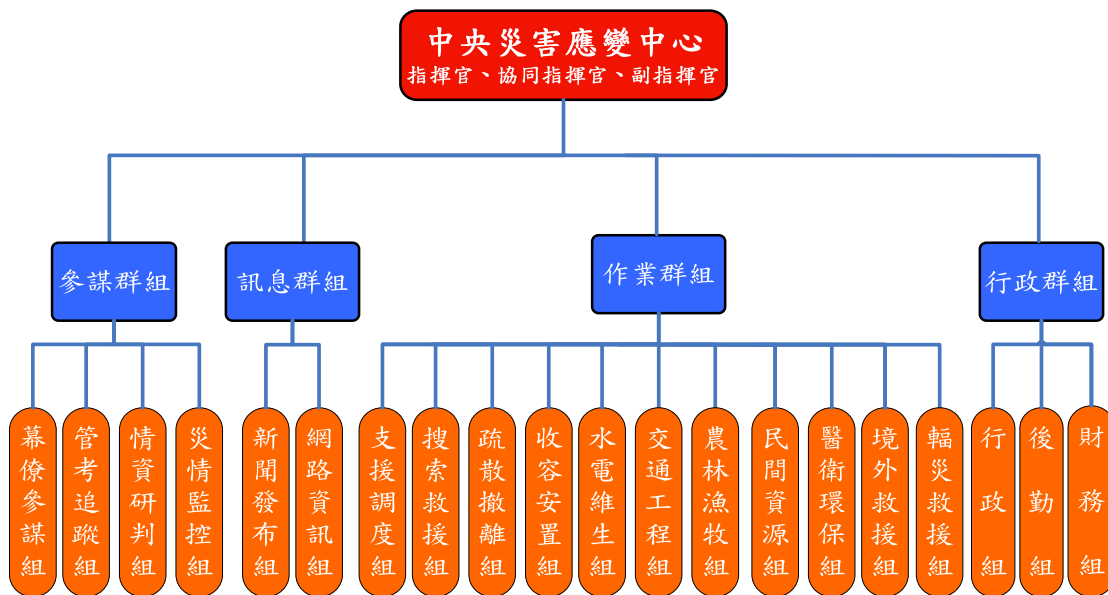 中央災害應變中心
指揮官、協同指揮官、副指揮官
參謀群組
訊息群組
作業群組
行政群組
幕僚參謀組
管考追蹤組
情資研判組
災情監控組
新聞發布組
網路資訊組
支援調度組
搜索救援組
疏散撤離組
收容安置組
水電維生組
交通工程組
農林漁牧組
民間資源組
醫衛環保組
境外救援組
輻災救援組
行政組
後勤組
財務組